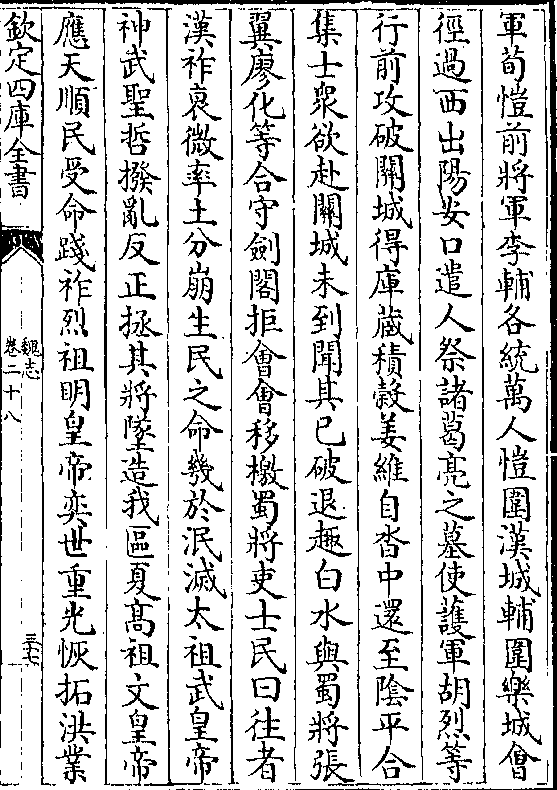 軍荀愷前將軍李輔各統萬人愷圍漢城輔圍樂城㑹
徑過西出陽安口遣人祭諸葛亮之墓使護軍胡烈等
行前攻破關城得庫藏積榖姜維自沓中還至隂平合
集士衆欲赴關城未到聞其已破退趣白水與蜀將張
翼廖化等合守劍閣拒㑹㑹移檄蜀將吏士民曰往者
漢祚衰微率土分崩生民之命幾於泯滅太祖武皇帝
神武聖哲撥亂反正拯其將墜造我區夏髙祖文皇帝
應天順民受命踐祚烈祖明皇帝奕世重光恢拓洪業
欽定四庫全書
魏志
卷二十八
三十七